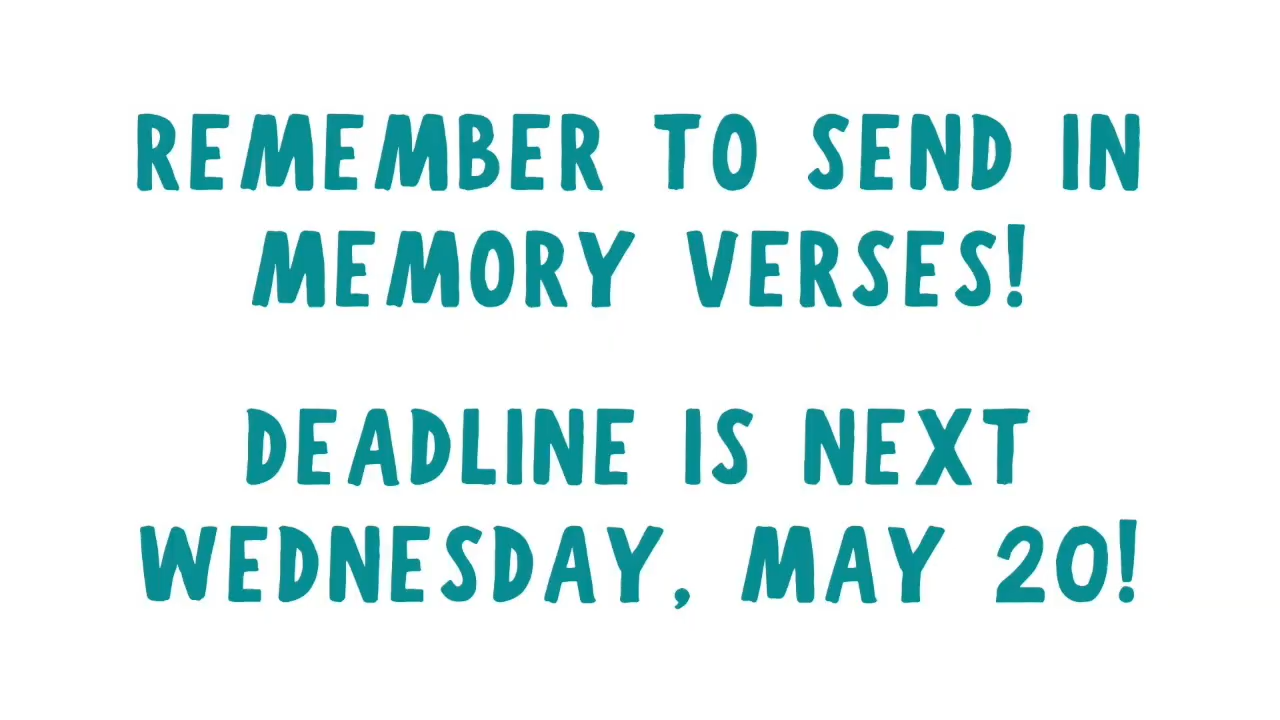 REMEMBER TO SEND IN
MEMORY VERSES!
DEADLINE IS NEXT
WEDNESDAY, MAY 20!